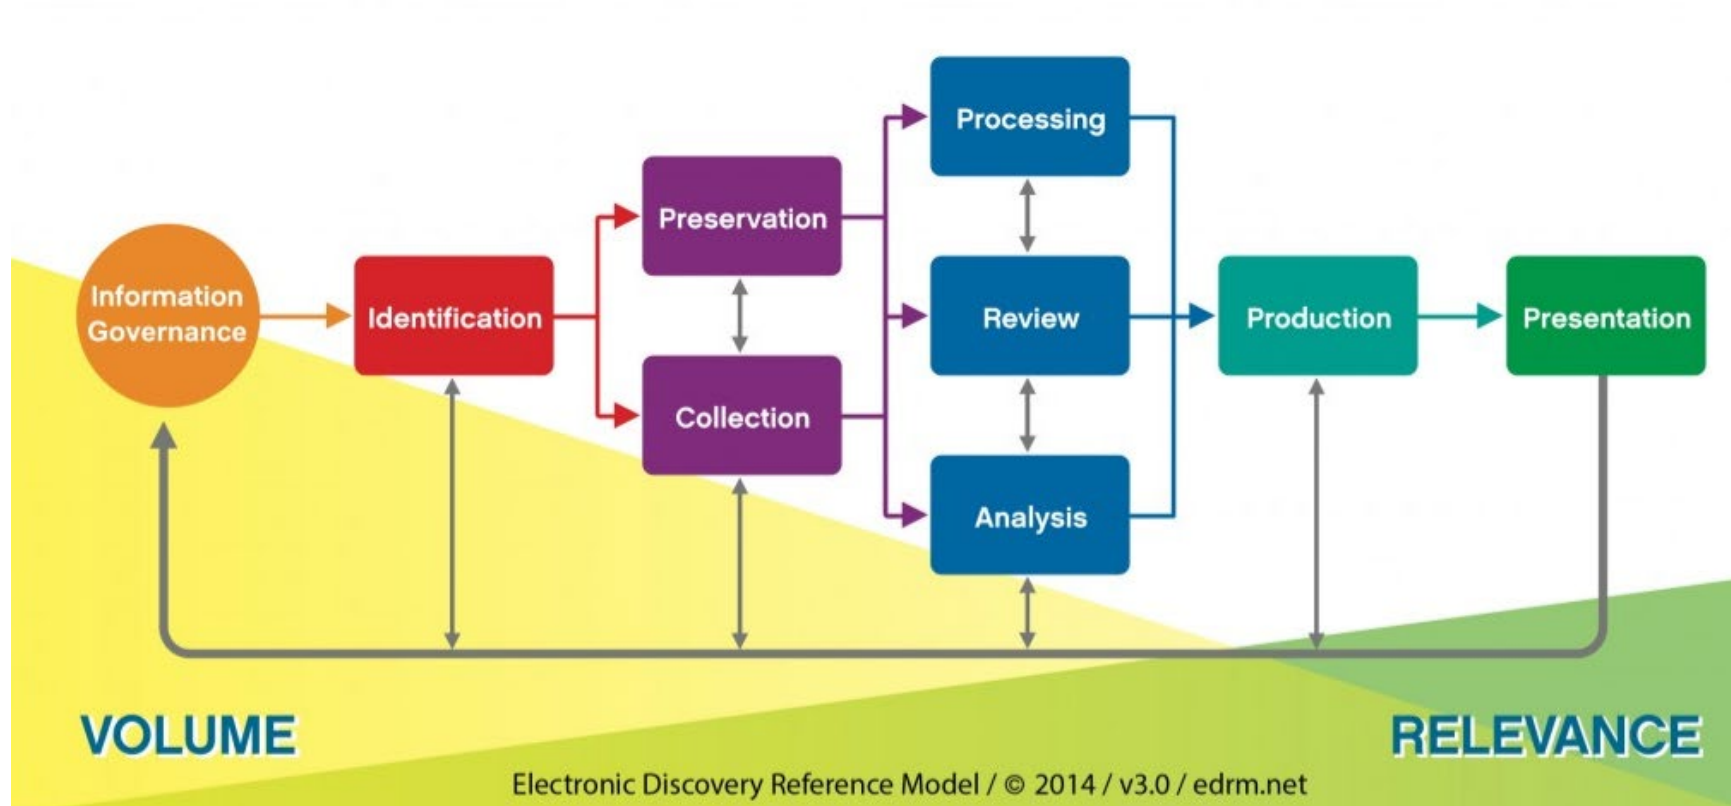 Processing
Preservation
Information
Governance
Identification
Review
Production
Presentation
Collection
Analysis
VOLUME
RELEVANCE
Electronic Discovery Reference Model / © 2014 / v3.0 / edrm.net